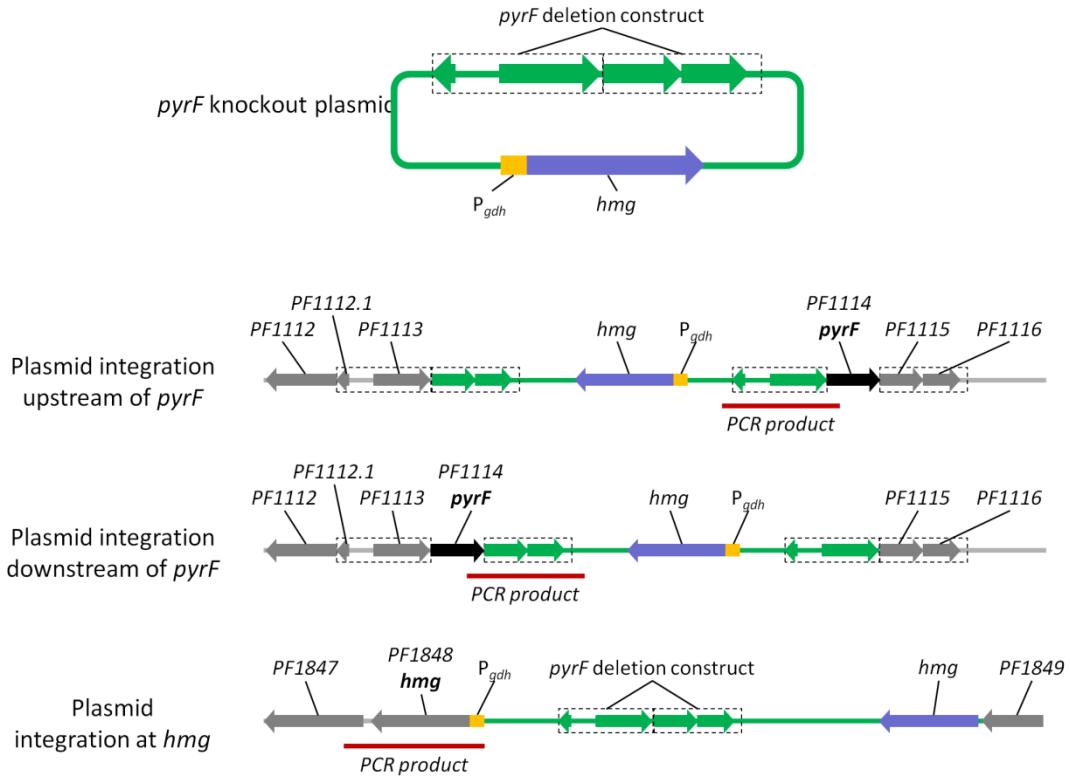 pyrF deletion construct
pyrF knockout plasmid
Pgdh
hmg
PF1112.1
PF1114
PF1112
PF1113
hmg
Pgdh
pyrF
PF1115
PF1116
Plasmid integration
upstream of pyrF
PCR product
PF1112.1
PF1114
PF1112
PF1113
pyrF
hmg
Pgdh
PF1115
PF1116
Plasmid integration
downstream of pyrF
PCR product
PF1847
PF1848
hmg
Pgdh
pyrF deletion construct
hmg
PF1849
Plasmid
integration at hmg
PCR product